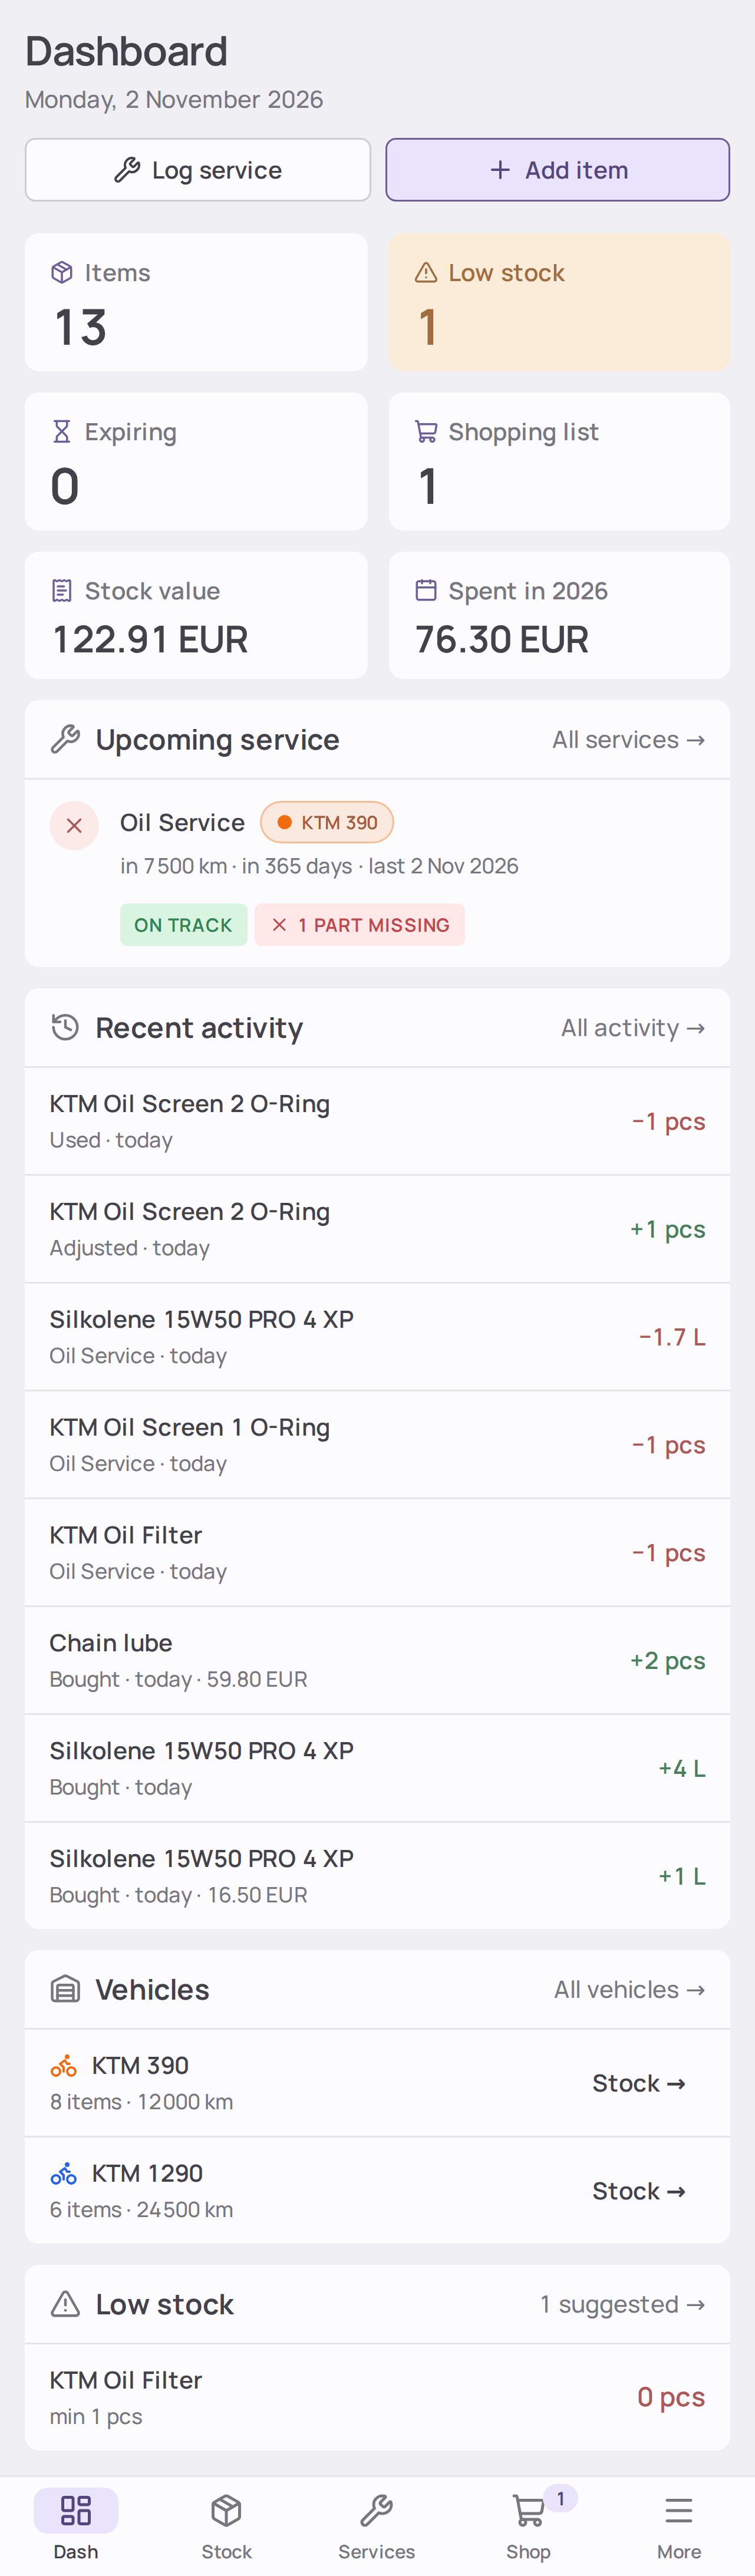 Dashboard
Monday, 2 November 2026
Log service
Add item
Items
13
Low stock
1
Expiring
0
Shopping list
1
Stock value
122.91 EUR
Spent in 2026
76.30 EUR
Upcoming service
All services →
Oil Service
KTM 390
in 7 500 km · in 365 days · last 2 Nov 2026
ON TRACK
1 PART MISSING
Recent activity
All activity →
KTM Oil Screen 2 O-Ring
Used · today
−1 pcs
KTM Oil Screen 2 O-Ring
Adjusted · today
+1 pcs
Silkolene 15W50 PRO 4 XP
Oil Service · today
−1.7 L
KTM Oil Screen 1 O-Ring
Oil Service · today
−1 pcs
KTM Oil Filter
Oil Service · today
−1 pcs
Chain lube
Bought · today · 59.80 EUR
+2 pcs
Silkolene 15W50 PRO 4 XP
Bought · today
+4 L
Silkolene 15W50 PRO 4 XP
Bought · today · 16.50 EUR
+1 L
Vehicles
All vehicles →
KTM 390
8 items · 12 000 km
Stock →
KTM 1290
6 items · 24 500 km
Stock →
Low stock
1 suggested →
KTM Oil Filter
min 1 pcs
0 pcs
1
Dash
Stock
Services
Shop
More